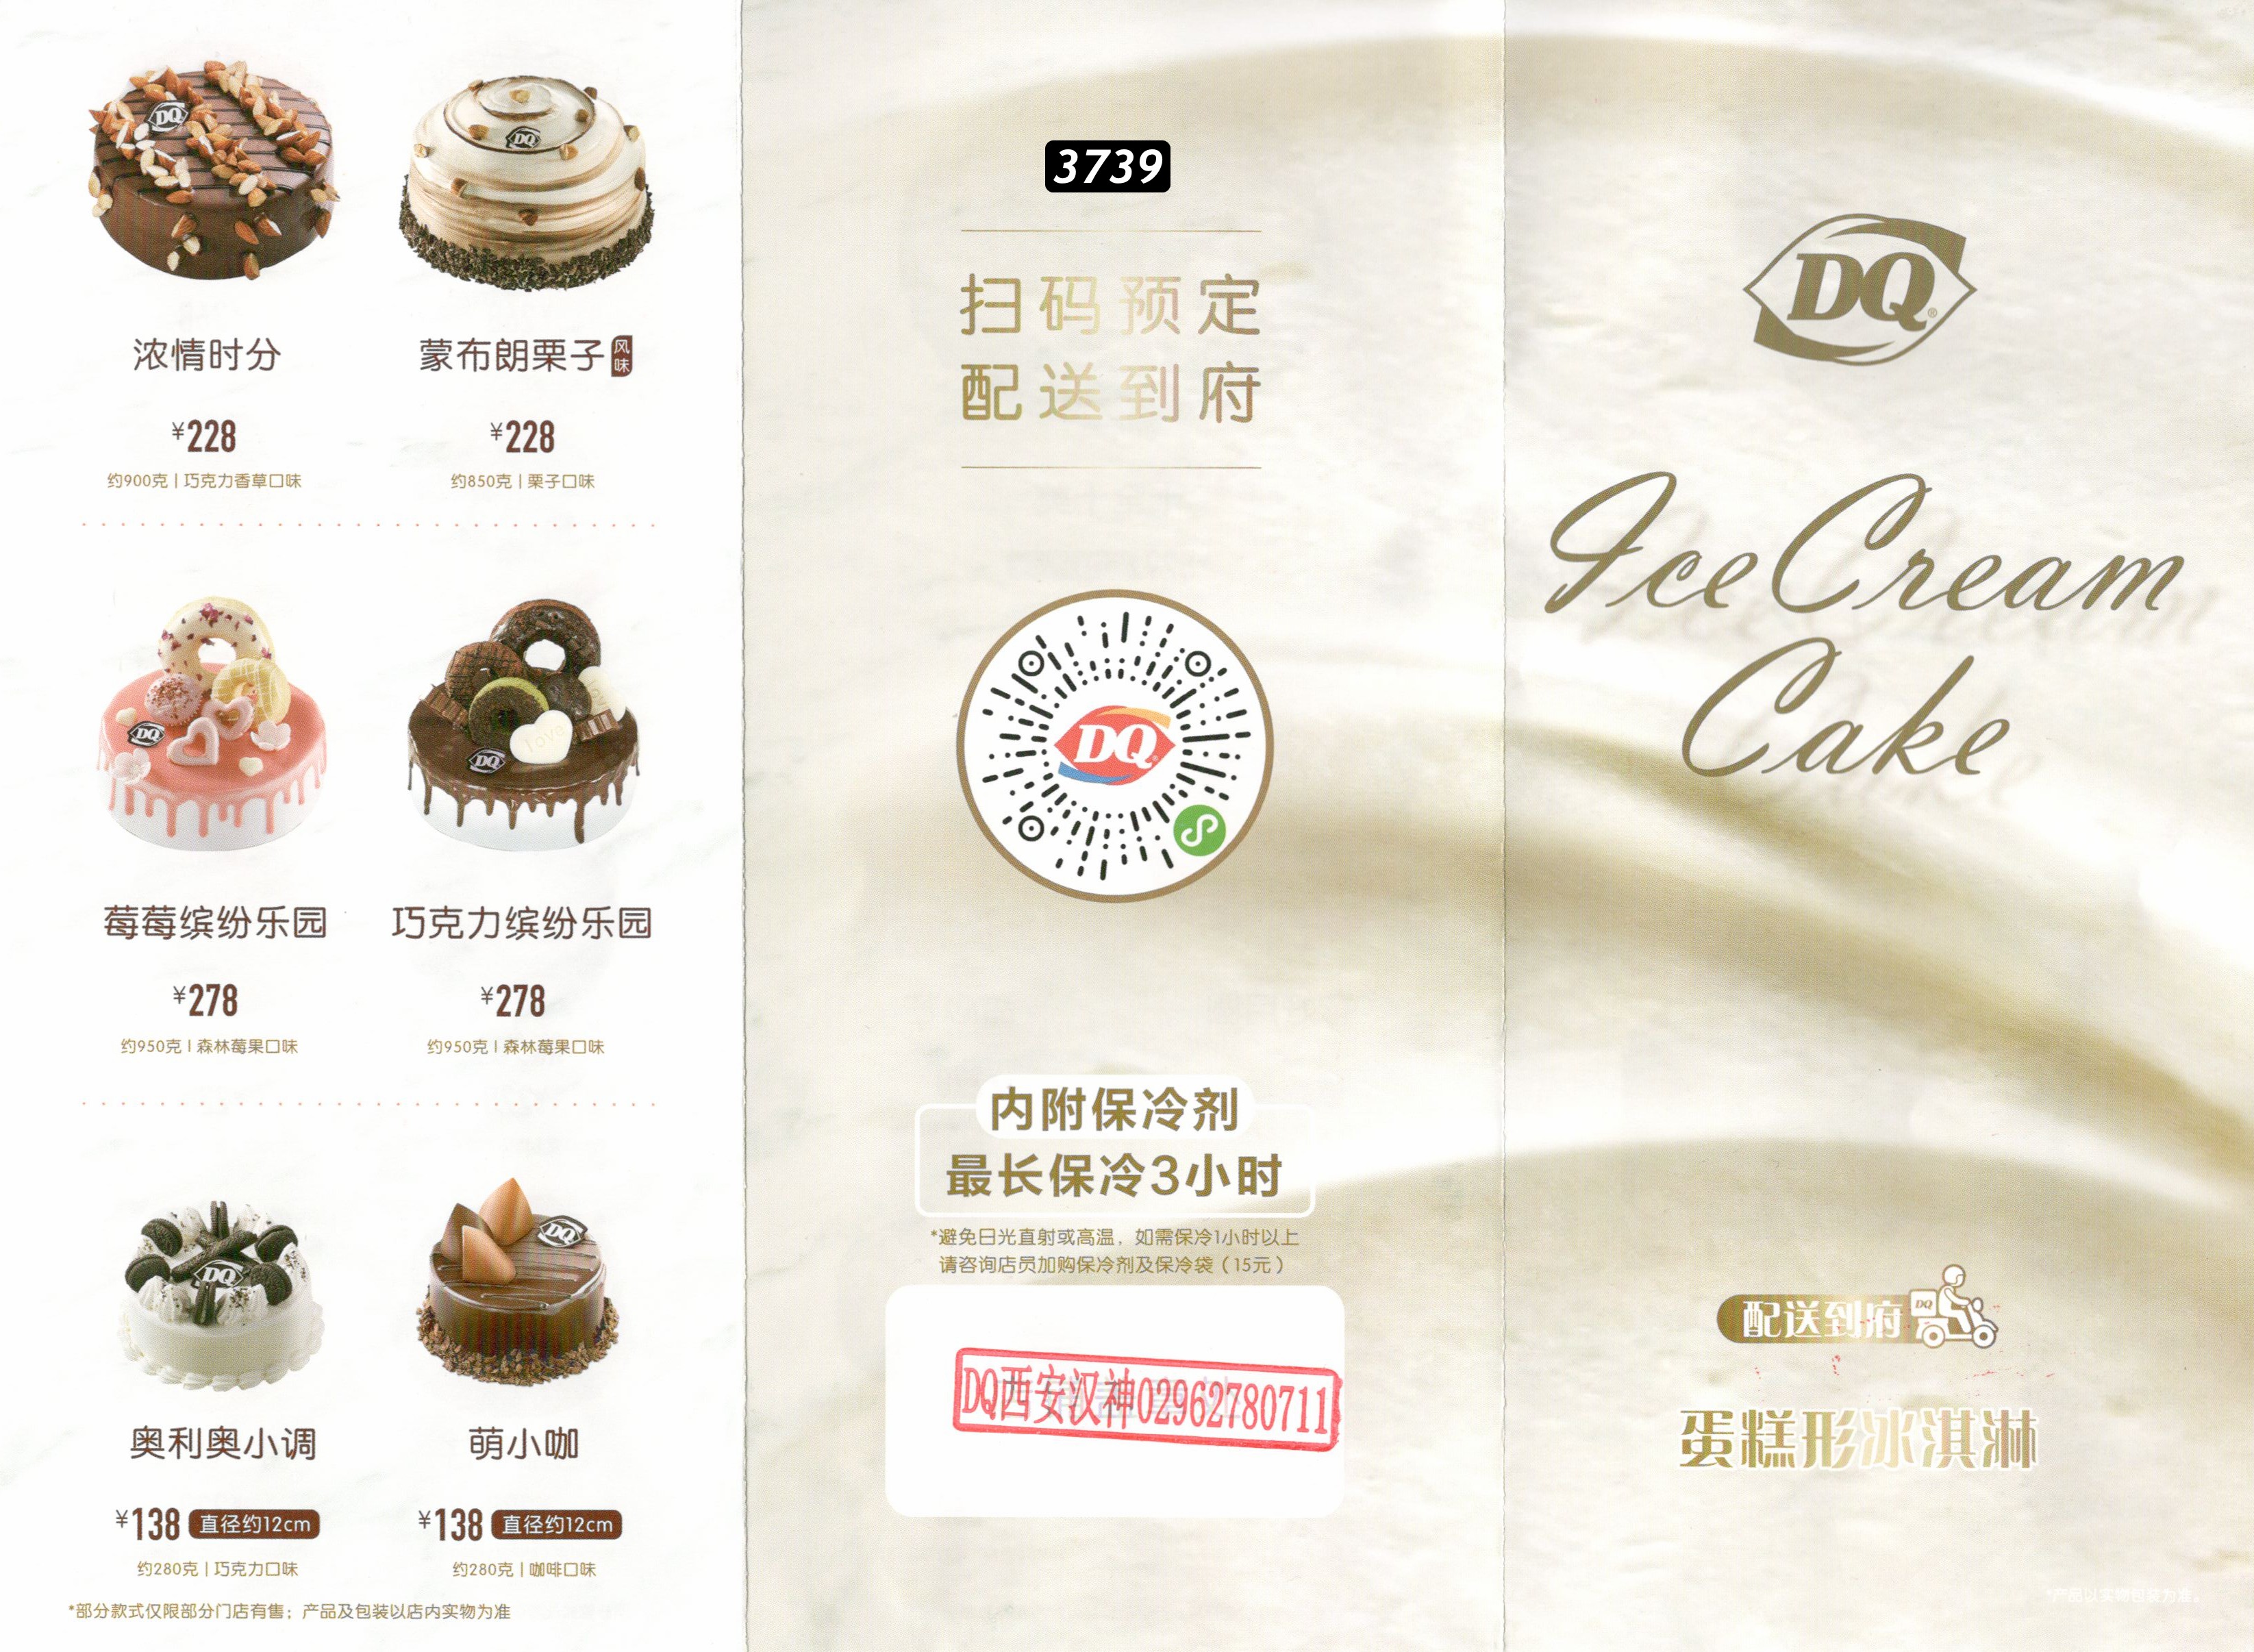 浓情时分
¥228
约900克 | 巧克力香草口味
蒙布朗栗子风味
¥228
约850克 | 栗子口味
莓莓缤纷乐园
¥278
约950克 | 森林莓果口味
巧克力缤纷乐园
¥278
约950克 | 森林莓果口味
奥利奥小调
¥138 直径约12cm
约280克 | 巧克力口味
萌小咖
¥138 直径约12cm
约280克 | 咖啡口味
*部分款式仅限部分门店有售；产品及包装以店内实物为准
3739
扫码预定
配送到府
DQ
内附保冷剂
最长保冷3小时
*避免日光直射或高温，如需保冷1小时以上
请咨询店员加购保冷剂及保冷袋（15元）
DQ西安汉神02962780711
DQ®
Ice Cream
Cake
配送到府
DQ
蛋糕形冰淇淋
*产品以实物包装为准。